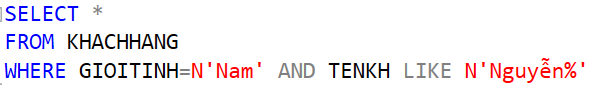 SELECT *
FROM KHACHHANG
WHERE GIOITINH=N'Nam' AND TENKH LIKE N'Nguyễn%'